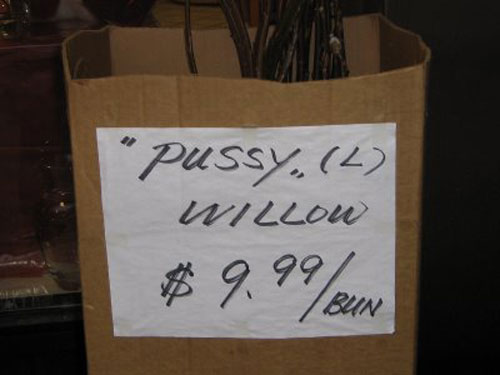 "PUSSY„ (L)
WILLOW
$ 9.99/BUN